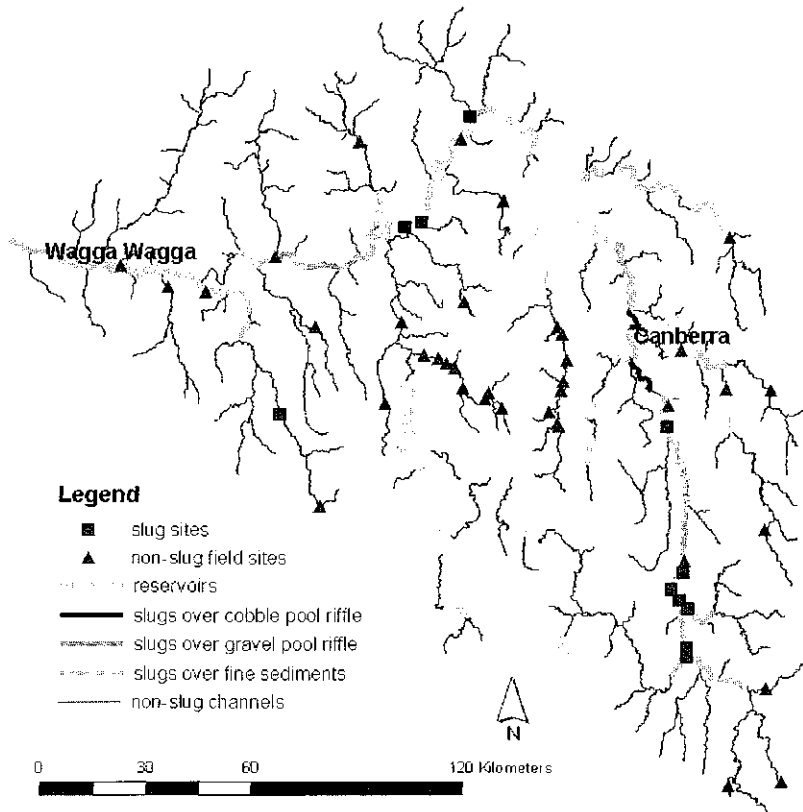 Wagga Wagga
Canberra
Legend
slug sites
non-slug field sites
reservoirs
slugs over cobble pool riffle
slugs over gravel pool riffle
slugs over fine sediments
non-slug channels
N
0 30 60 120 Kilometers